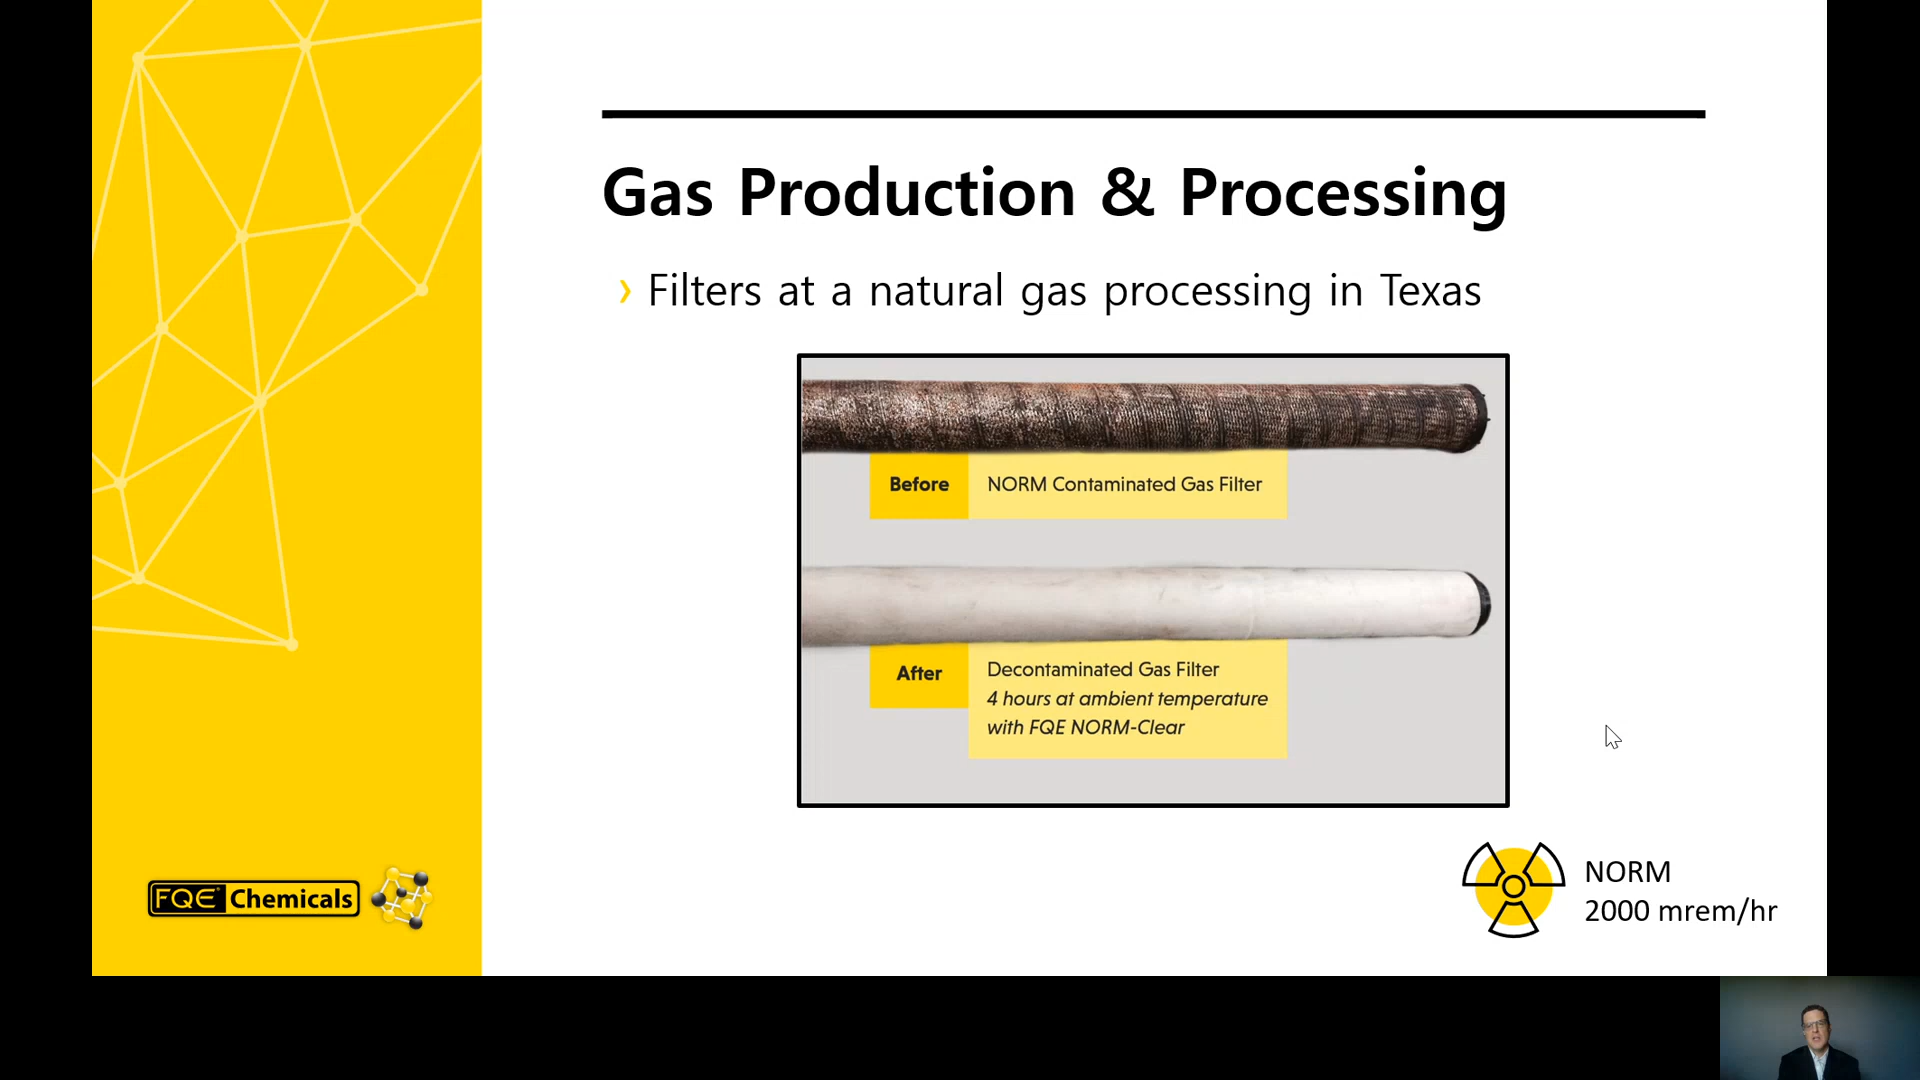 Gas Production & Processing
› Filters at a natural gas processing in Texas
Before
NORM Contaminated Gas Filter
After
Decontaminated Gas Filter
4 hours at ambient temperature
with FQE NORM-Clear
FQE® Chemicals
NORM
2000 mrem/hr